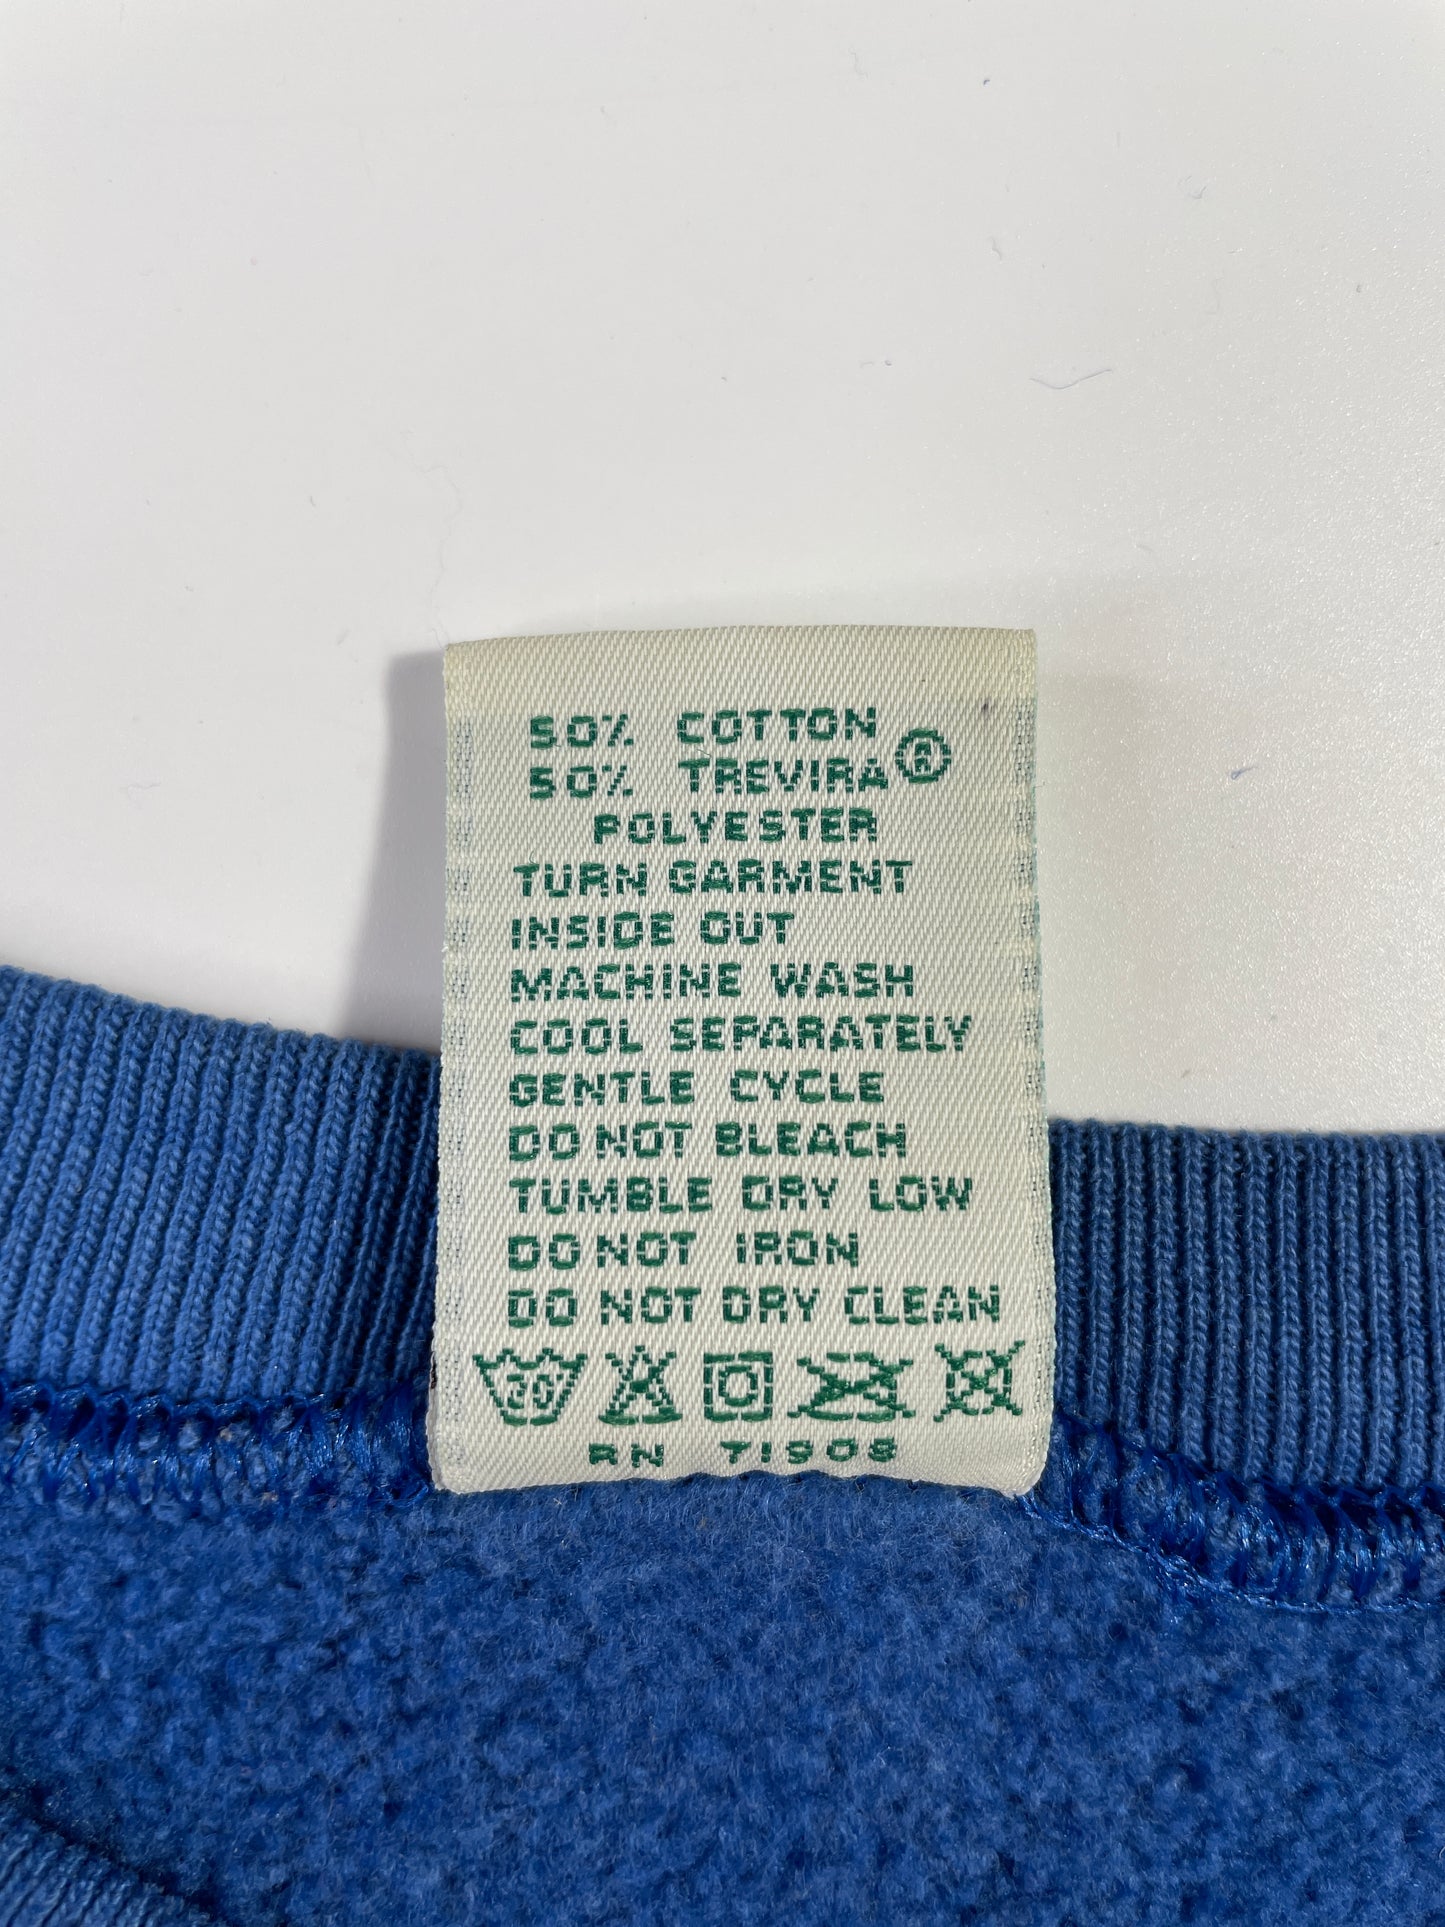 50% COTTON
50% TREVIRA®
POLYESTER
TURN GARMENT
INSIDE OUT
MACHINE WASH
COOL SEPARATELY
GENTLE CYCLE
DO NOT BLEACH
TUMBLE DRY LOW
DO NOT IRON
DO NOT DRY CLEAN
30
RN 71908